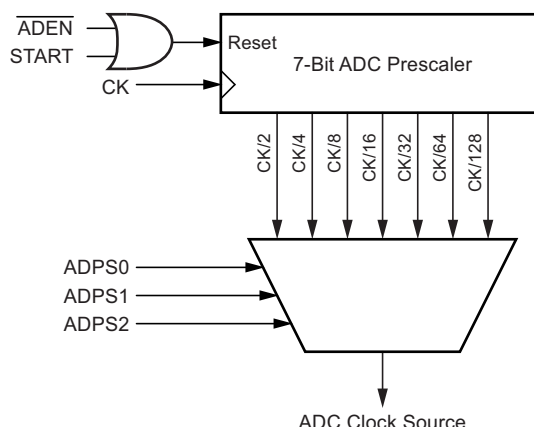 ADEN
START
Reset
7-Bit ADC Prescaler
CK
CK/2
CK/4
CK/8
CK/16
CK/32
CK/64
CK/128
ADPS0
ADPS1
ADPS2
ADC Clock Source